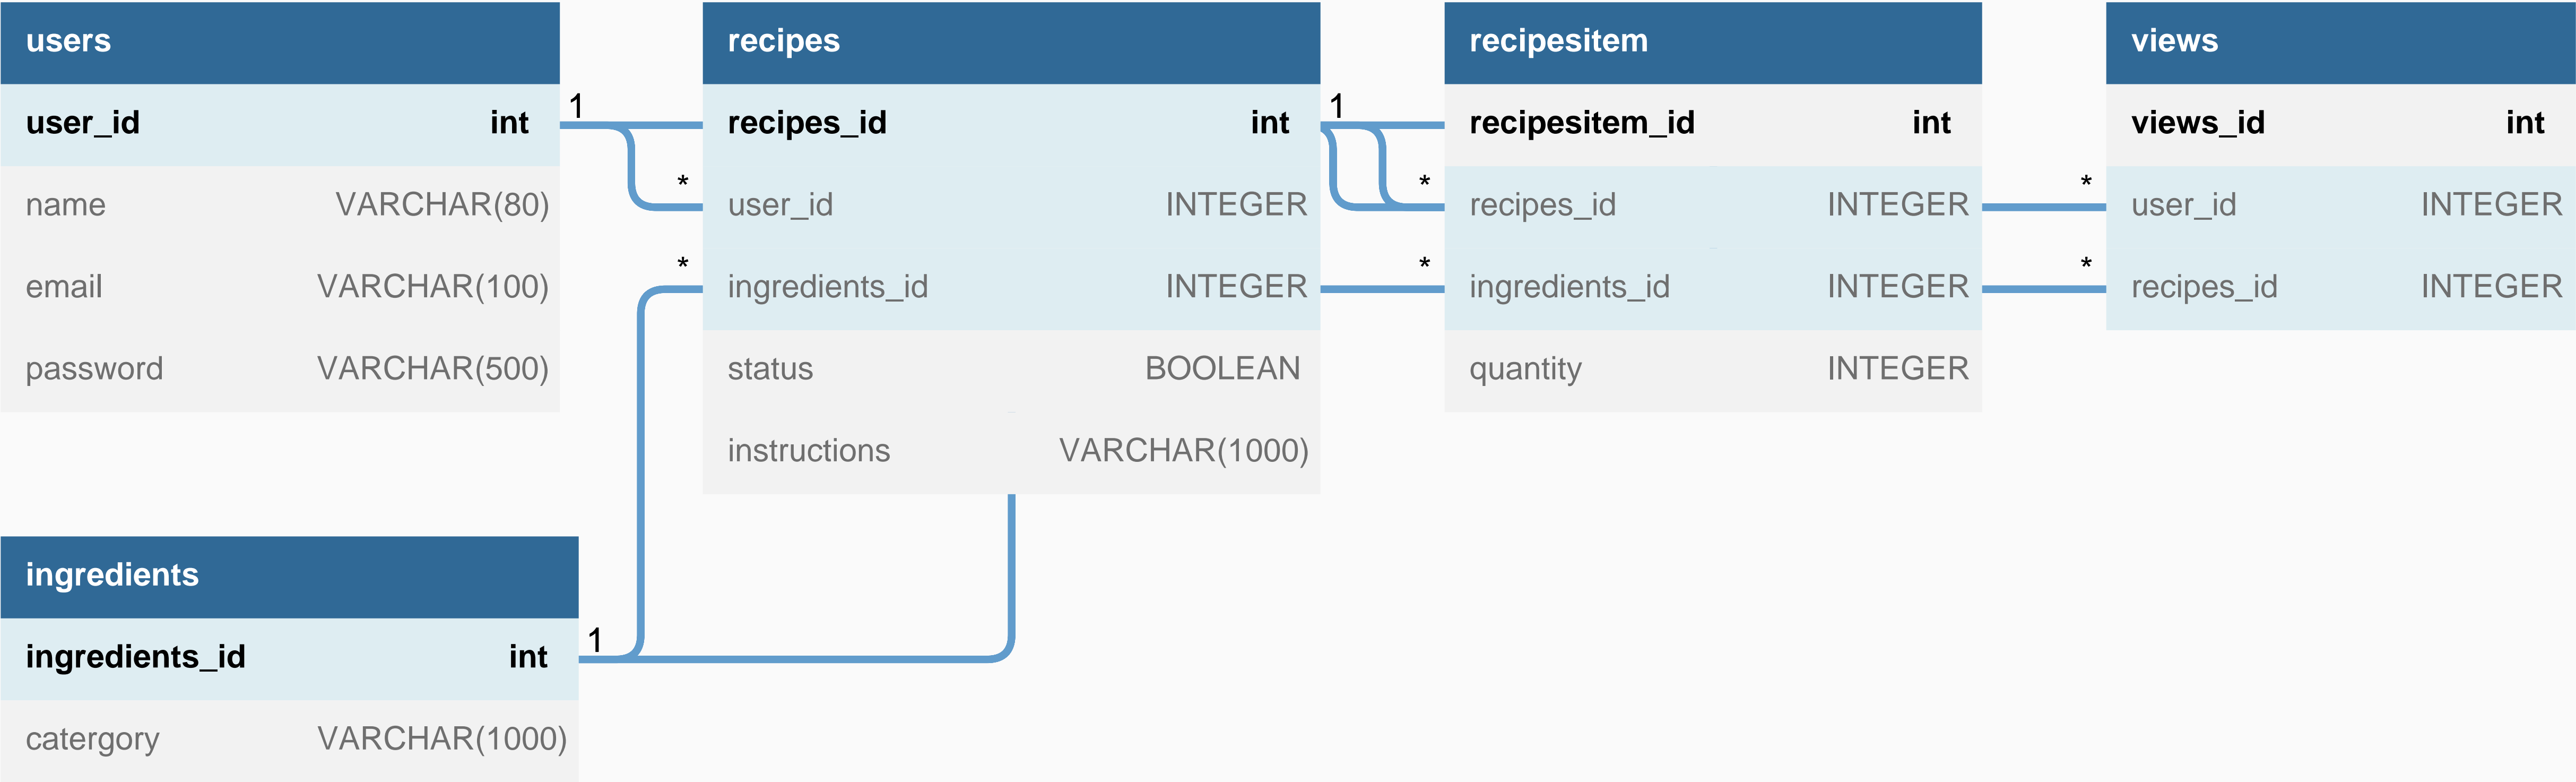 users
user_id int
name VARCHAR(80)
email VARCHAR(100)
password VARCHAR(500)
1
*
*
recipes
recipes_id int
user_id INTEGER
ingredients_id INTEGER
status BOOLEAN
instructions VARCHAR(1000)
1
*
*
recipesitem
recipesitem_id int
recipes_id INTEGER
ingredients_id INTEGER
quantity INTEGER
*
*
views
views_id int
user_id INTEGER
recipes_id INTEGER
ingredients
ingredients_id int
catergory VARCHAR(1000)
1